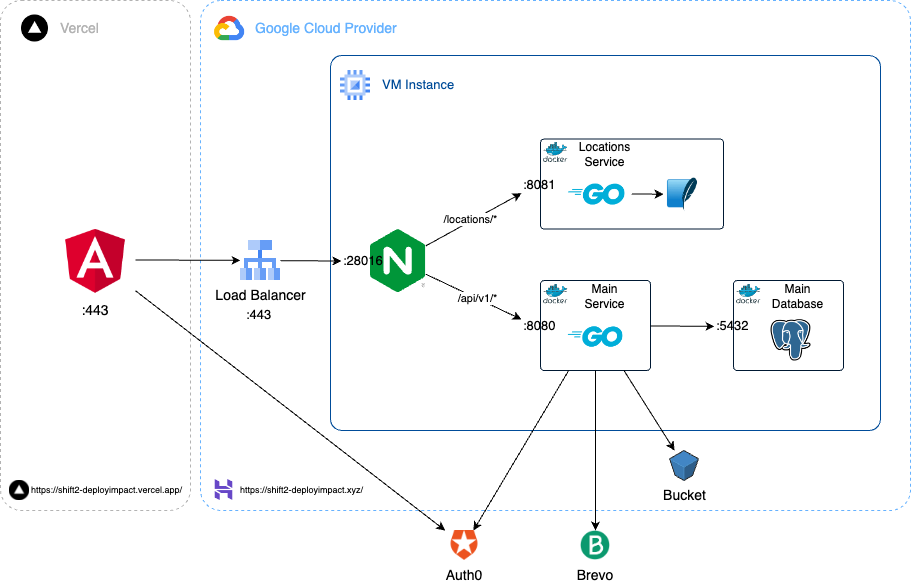 Vercel
Google Cloud Provider
VM Instance
docker
Locations
Service
:8081
GO
/locations/*
A
:443
Load Balancer
:443
:28016
N
/api/v1/*
docker
Main
Service
:8080
GO
docker
Main
Database
:5432
https://shift2-deployimpact.vercel.app/
https://shift2-deployimpact.xyz/
Bucket
Auth0
B
Brevo